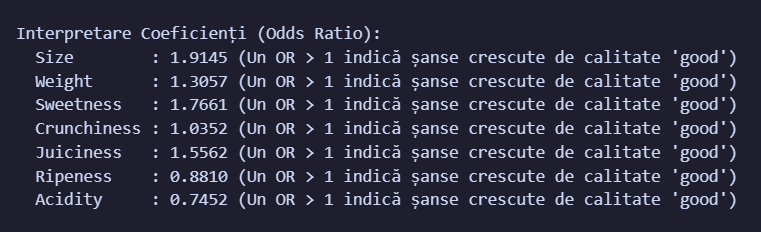 Interpretare Coeficienți (Odds Ratio):
  Size       : 1.9145 (Un OR > 1 indică șanse crescute de calitate 'good')
  Weight     : 1.3057 (Un OR > 1 indică șanse crescute de calitate 'good')
  Sweetness  : 1.7661 (Un OR > 1 indică șanse crescute de calitate 'good')
  Crunchiness : 1.0352 (Un OR > 1 indică șanse crescute de calitate 'good')
  Juiciness  : 1.5562 (Un OR > 1 indică șanse crescute de calitate 'good')
  Ripeness   : 0.8810 (Un OR > 1 indică șanse crescute de calitate 'good')
  Acidity    : 0.7452 (Un OR > 1 indică șanse crescute de calitate 'good')